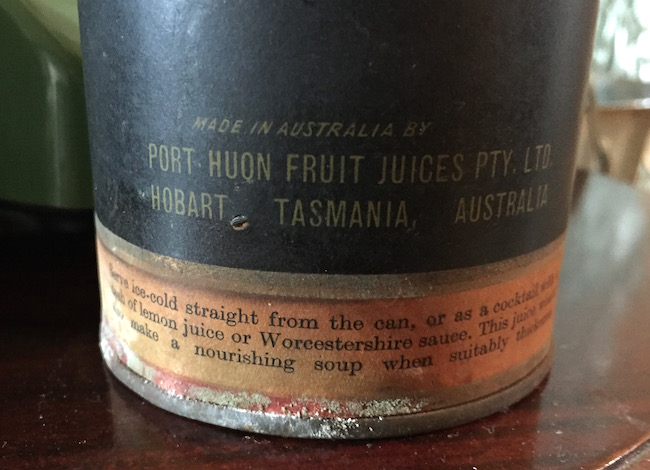 MADE IN AUSTRALIA BY
PORT HUON FRUIT JUICES PTY. LTD.
HOBART, TASMANIA, AUSTRALIA
Serve ice-cold straight from the can, or as a cocktail with
of lemon juice or Worcestershire sauce. This juice
make a nourishing soup when suitably